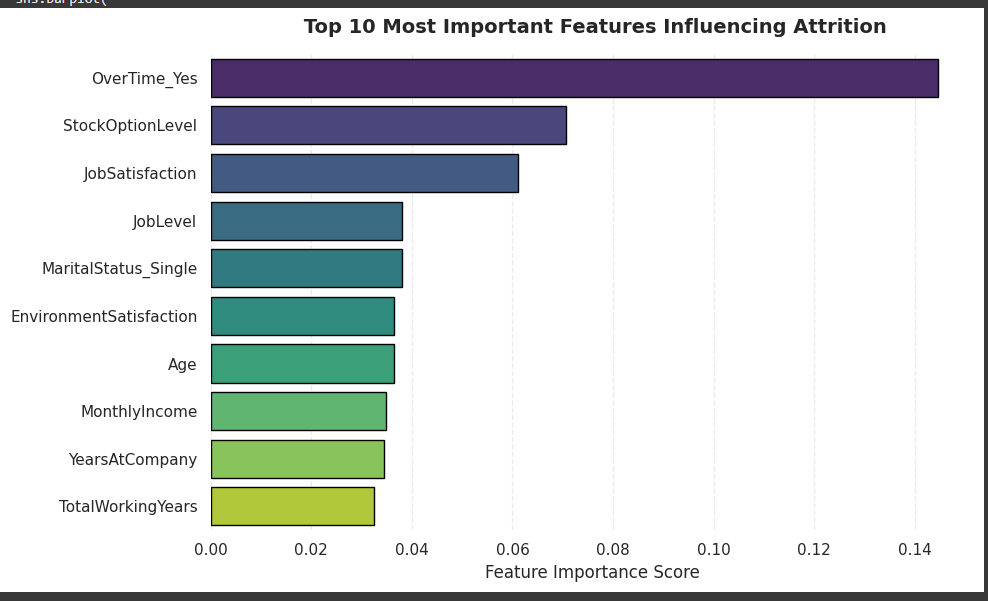 sns.barplot(
Top 10 Most Important Features Influencing Attrition
OverTime_Yes
StockOptionLevel
JobSatisfaction
JobLevel
MaritalStatus_Single
EnvironmentSatisfaction
Age
MonthlyIncome
YearsAtCompany
TotalWorkingYears
0.00 0.02 0.04 0.06 0.08 0.10 0.12 0.14
Feature Importance Score